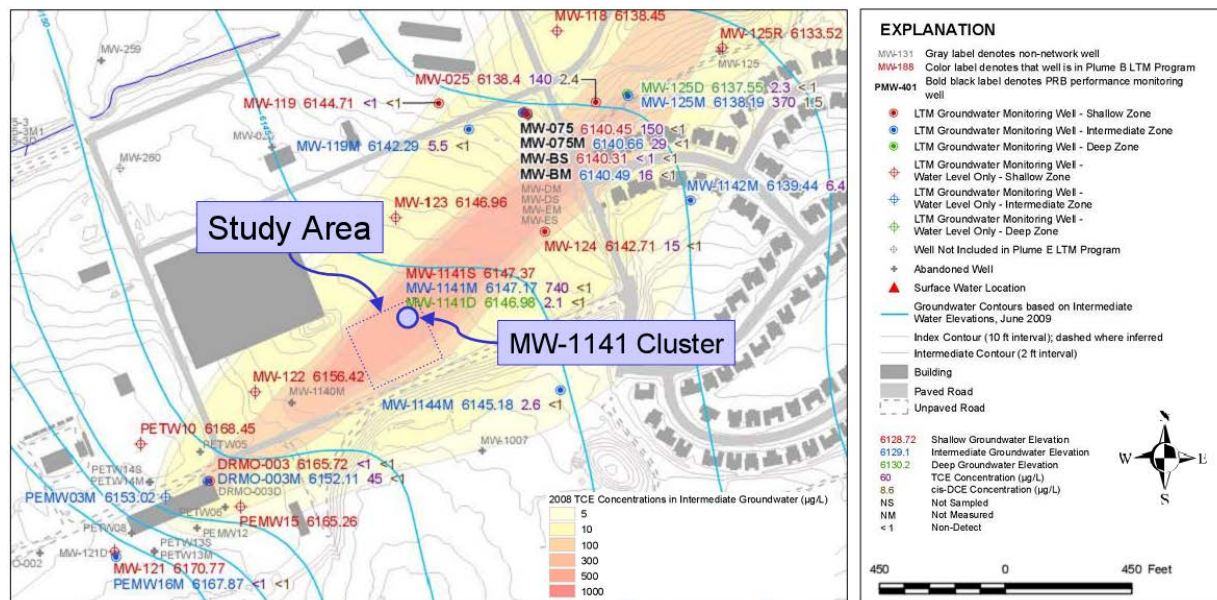 MW-118 6138.45
MW-125R 6133.52
MW-259
MW-125
MW-025 6138.4 140 2.4
MW-125D 6137.55 2.3 <1
MW-125M 6138.19 370 1.5
MW-119 6144.71 <1 <1
MW-075 6140.45 150 <1
MW-075M 6140.66 29 <1
MW-BS 6140.31 <1 <1
MW-BM 6140.49 16 <1
MW-DM
MW-DS
MW-EM
MW-ES
MW-119M 6142.29 5.5 <1
MW-260
MW-1142M 6139.44 6.4
MW-123 6146.96
Study Area
MW-124 6142.71 15 <1
MW-1141S 6147.37
MW-1141M 6147.17 740 <1
MW-1141D 6146.98 2.1 <1
MW-1141 Cluster
MW-122 6156.42
MW-1140M
MW-1144M 6145.18 2.6 <1
MW-1007
PETW10 6168.45
PETW05
PETW14S
PETW14M
DRMO-003 6165.72 <1 <1
DRMO-003M 6152.11 45 <1
DRMO-003D
PEMW03M 6153.02
PETW06
PEMW15 6165.26
PETW08
PEMW12
PETW13S
PETW13M
MW-121D
MW-121 6170.77
PEMW16M 6167.87 <1 <1
2008 TCE Concentrations in Intermediate Groundwater (µg/L)
5
10
100
300
500
1000
EXPLANATION
MW-131 Gray label denotes non-network well
MW-188 Color label denotes that well is in Plume B LTM Program
PMW-401 Bold black label denotes PRB performance monitoring
well
LTM Groundwater Monitoring Well - Shallow Zone
LTM Groundwater Monitoring Well - Intermediate Zone
LTM Groundwater Monitoring Well - Deep Zone
LTM Groundwater Monitoring Well -
Water Level Only - Shallow Zone
LTM Groundwater Monitoring Well -
Water Level Only - Intermediate Zone
LTM Groundwater Monitoring Well -
Water Level Only - Deep Zone
Well Not Included in Plume E LTM Program
Abandoned Well
Surface Water Location
Groundwater Contours based on Intermediate
Water Elevations, June 2009
Index Contour (10 ft interval); dashed where inferred
Intermediate Contour (2 ft interval)
Building
Paved Road
Unpaved Road
6128.72 Shallow Groundwater Elevation
6129.1 Intermediate Groundwater Elevation
6130.2 Deep Groundwater Elevation
60 TCE Concentration (µg/L)
8.6 cis-DCE Concentration (µg/L)
NS Not Sampled
NM Not Measured
<1 Non-Detect
N
W E
S
450 0 450 Feet